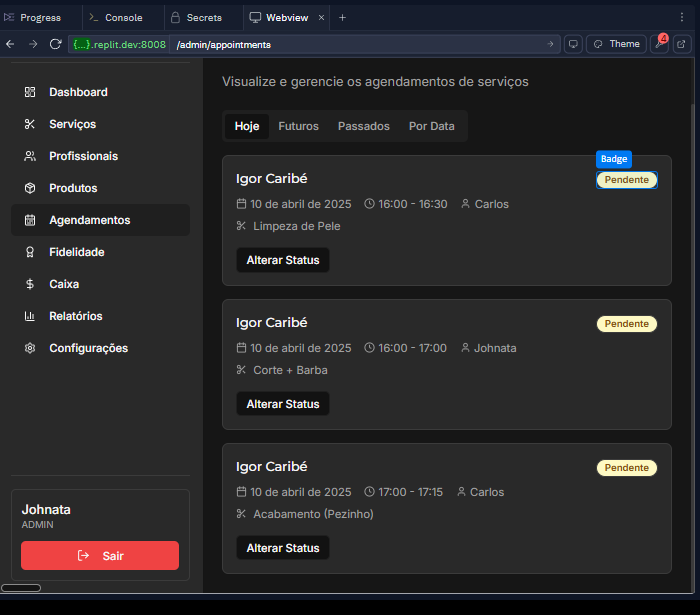 Progress
Console
Secrets
Webview
{...}.replit.dev:8008 /admin/appointments
Theme
4
Dashboard
Serviços
Profissionais
Produtos
Agendamentos
Fidelidade
Caixa
Relatórios
Configurações
Johnata
ADMIN
Sair
Visualize e gerencie os agendamentos de serviços
Hoje Futuros Passados Por Data
Badge
Igor Caribé
Pendente
10 de abril de 2025 16:00 - 16:30 Carlos
Limpeza de Pele
Alterar Status
Igor Caribé
Pendente
10 de abril de 2025 16:00 - 17:00 Johnata
Corte + Barba
Alterar Status
Igor Caribé
Pendente
10 de abril de 2025 17:00 - 17:15 Carlos
Acabamento (Pezinho)
Alterar Status